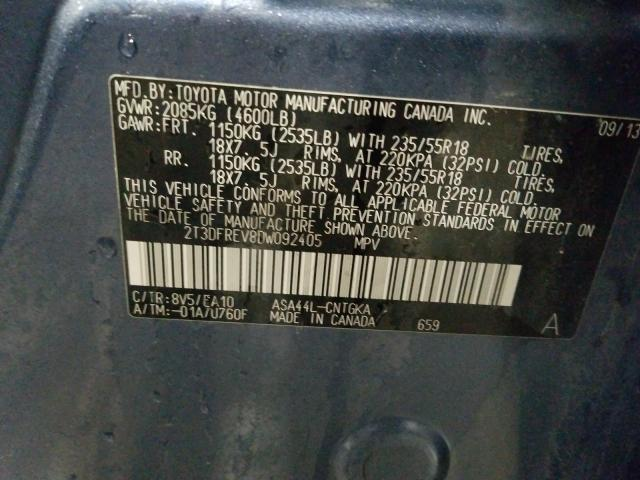 MFD.BY:TOYOTA MOTOR MANUFACTURING CANADA INC.
GVWR:2085KG (4600LB) 09/13
GAWR:FRT. 1150KG (2535LB) WITH 235/55R18 TIRES,
18X7. 5J RIMS, AT 220KPA (32PSI) COLD.
RR. 1150KG (2535LB) WITH 235/55R18 TIRES,
18X7. 5J RIMS, AT 220KPA (32PSI) COLD.
THIS VEHICLE CONFORMS TO ALL APPLICABLE FEDERAL MOTOR
VEHICLE SAFETY AND THEFT PREVENTION STANDARDS IN EFFECT ON
THE DATE OF MANUFACTURE SHOWN ABOVE.
2T3DFREV8DW092405 MPV
C/TR:8V5/EA10 ASA44L-CNTGKA
A/TM:-01A/U760F MADE IN CANADA 659 A